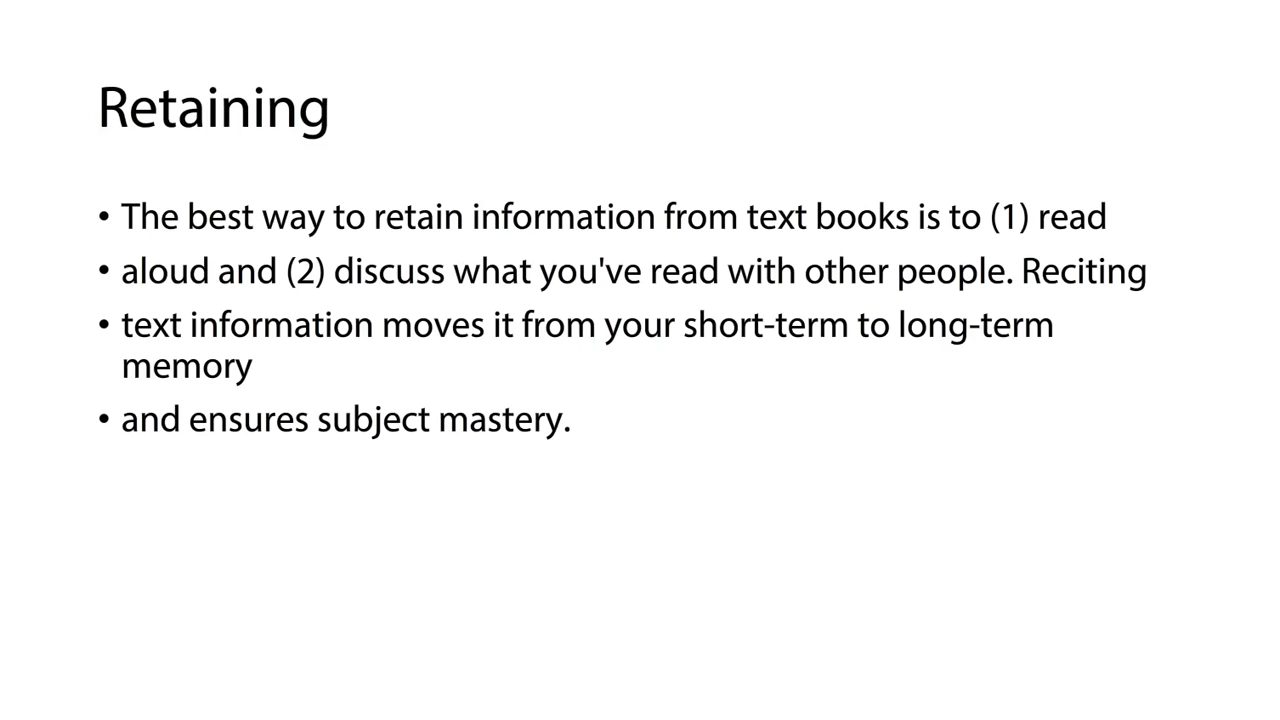 Retaining
• The best way to retain information from text books is to (1) read
• aloud and (2) discuss what you've read with other people. Reciting
• text information moves it from your short-term to long-term
memory
• and ensures subject mastery.